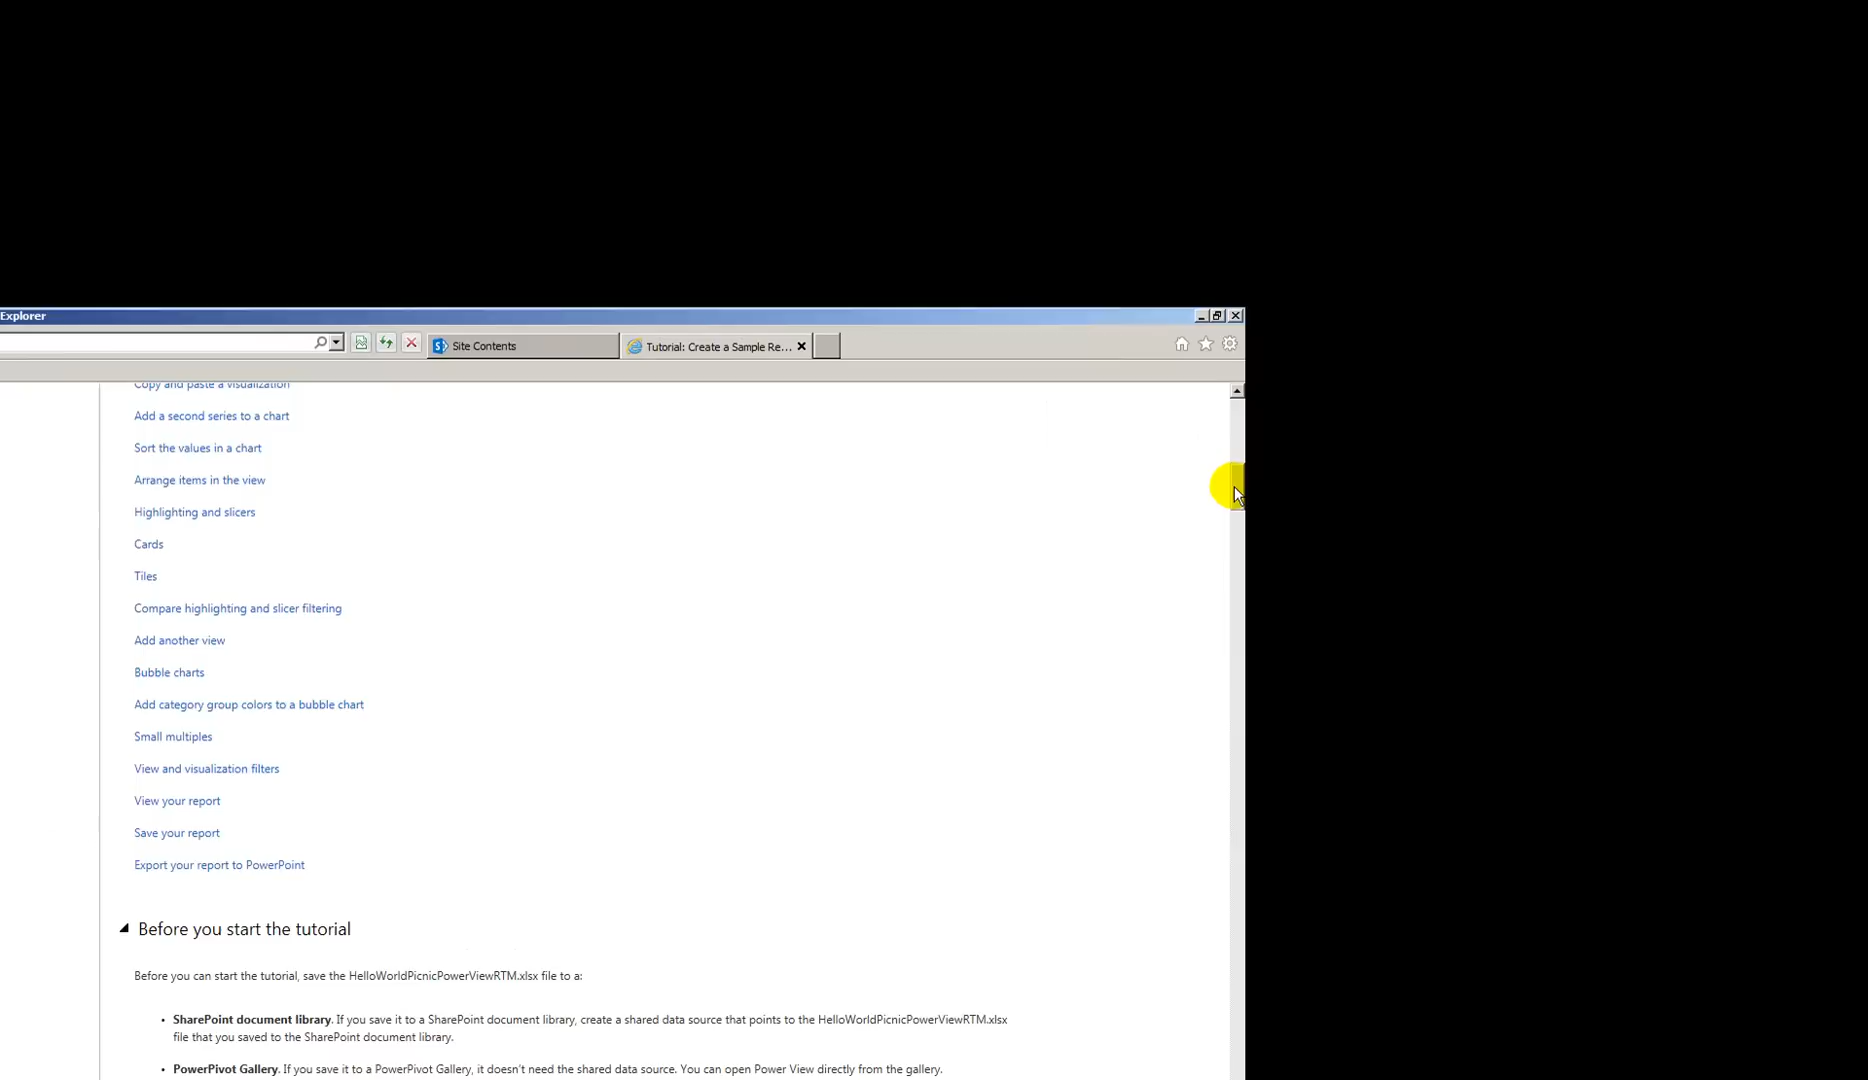 Explorer
Site Contents
Tutorial: Create a Sample Re...
Copy and paste a visualization
Add a second series to a chart
Sort the values in a chart
Arrange items in the view
Highlighting and slicers
Cards
Tiles
Compare highlighting and slicer filtering
Add another view
Bubble charts
Add category group colors to a bubble chart
Small multiples
View and visualization filters
View your report
Save your report
Export your report to PowerPoint
Before you start the tutorial
Before you can start the tutorial, save the HelloWorldPicnicPowerViewRTM.xlsx file to a:
• SharePoint document library. If you save it to a SharePoint document library, create a shared data source that points to the HelloWorldPicnicPowerViewRTM.xlsx
file that you saved to the SharePoint document library.
• PowerPivot Gallery. If you save it to a PowerPivot Gallery, it doesn't need the shared data source. You can open Power View directly from the gallery.